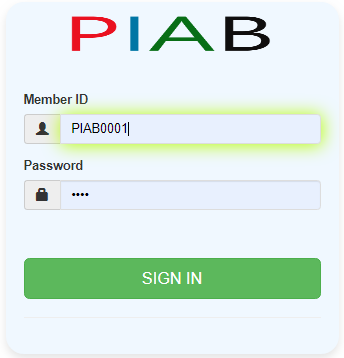 PIAB
Member ID
PIAB0001
Password
••••
SIGN IN